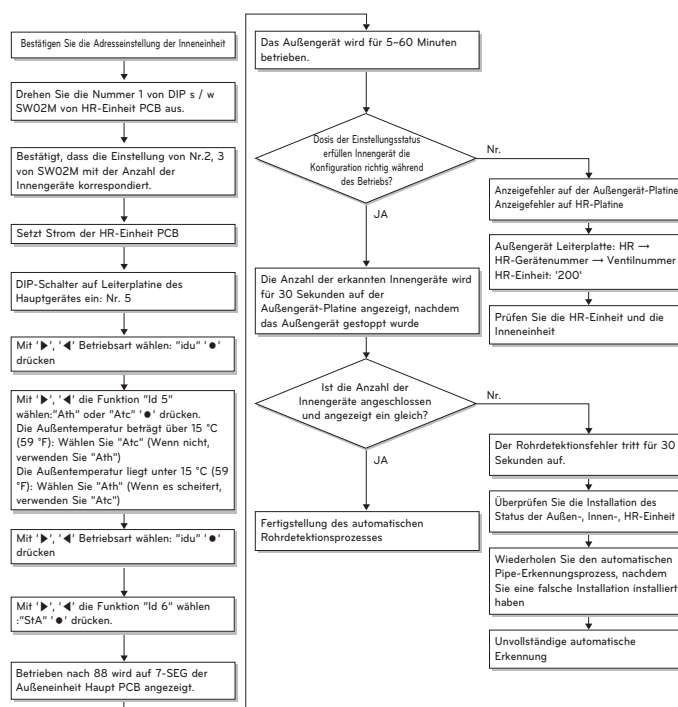 Bestätigen Sie die Adresseinstellung der Inneneinheit
Drehen Sie die Nummer 1 von DIP s / w
SW02M von HR-Einheit PCB aus.
Bestätigt, dass die Einstellung von Nr.2, 3
von SW02M mit der Anzahl der
Innengeräte korrespondiert.
Setzt Strom der HR-Einheit PCB
DIP-Schalter auf Leiterplatine des
Hauptgerätes ein: Nr. 5
Mit '▶', '◀' Betriebsart wählen: "idu" '●'
drücken
Mit '▶', '◀' die Funktion "Id 5"
wählen:"Ath" oder "Atc" '●' drücken.
Die Außentemperatur beträgt über 15 °C
(59 °F): Wählen Sie "Atc" (Wenn nicht,
verwenden Sie "Ath")
Die Außentemperatur liegt unter 15 °C (59
°F): Wählen Sie "Ath" (Wenn es scheitert,
verwenden Sie "Atc")
Mit '▶', '◀' Betriebsart wählen: "idu" '●'
drücken
Mit '▶', '◀' die Funktion "Id 6" wählen
:"StA" '●' drücken.
Betrieben nach 88 wird auf 7-SEG der
Außeneinheit Haupt PCB angezeigt.
Das Außengerät wird für 5~60 Minuten
betrieben.
Dosis der Einstellungsstatus
erfüllen Innengerät die
Konfiguration richtig während
des Betriebs?
Nr.
JA
Anzeigefehler auf der Außengerät-Platine
Anzeigefehler auf HR-Platine
Außengerät Leiterplatte: HR →
HR-Gerätenummer → Ventilnummer
HR-Einheit: '200'
Prüfen Sie die HR-Einheit und die
Inneneinheit
Die Anzahl der erkannten Innengeräte wird
für 30 Sekunden auf der
Außengerät-Platine angezeigt, nachdem
das Außengerät gestoppt wurde
Ist die Anzahl der
Innengeräte angeschlossen
und angezeigt ein gleich?
Nr.
JA
Der Rohrdetektionsfehler tritt für 30
Sekunden auf.
Überprüfen Sie die Installation des
Status der Außen-, Innen-, HR-Einheit
Wiederholen Sie den automatischen
Pipe-Erkennungsprozess, nachdem
Sie eine falsche Installation installiert
haben
Unvollständige automatische
Erkennung
Fertigstellung des automatischen
Rohrdetektionsprozesses